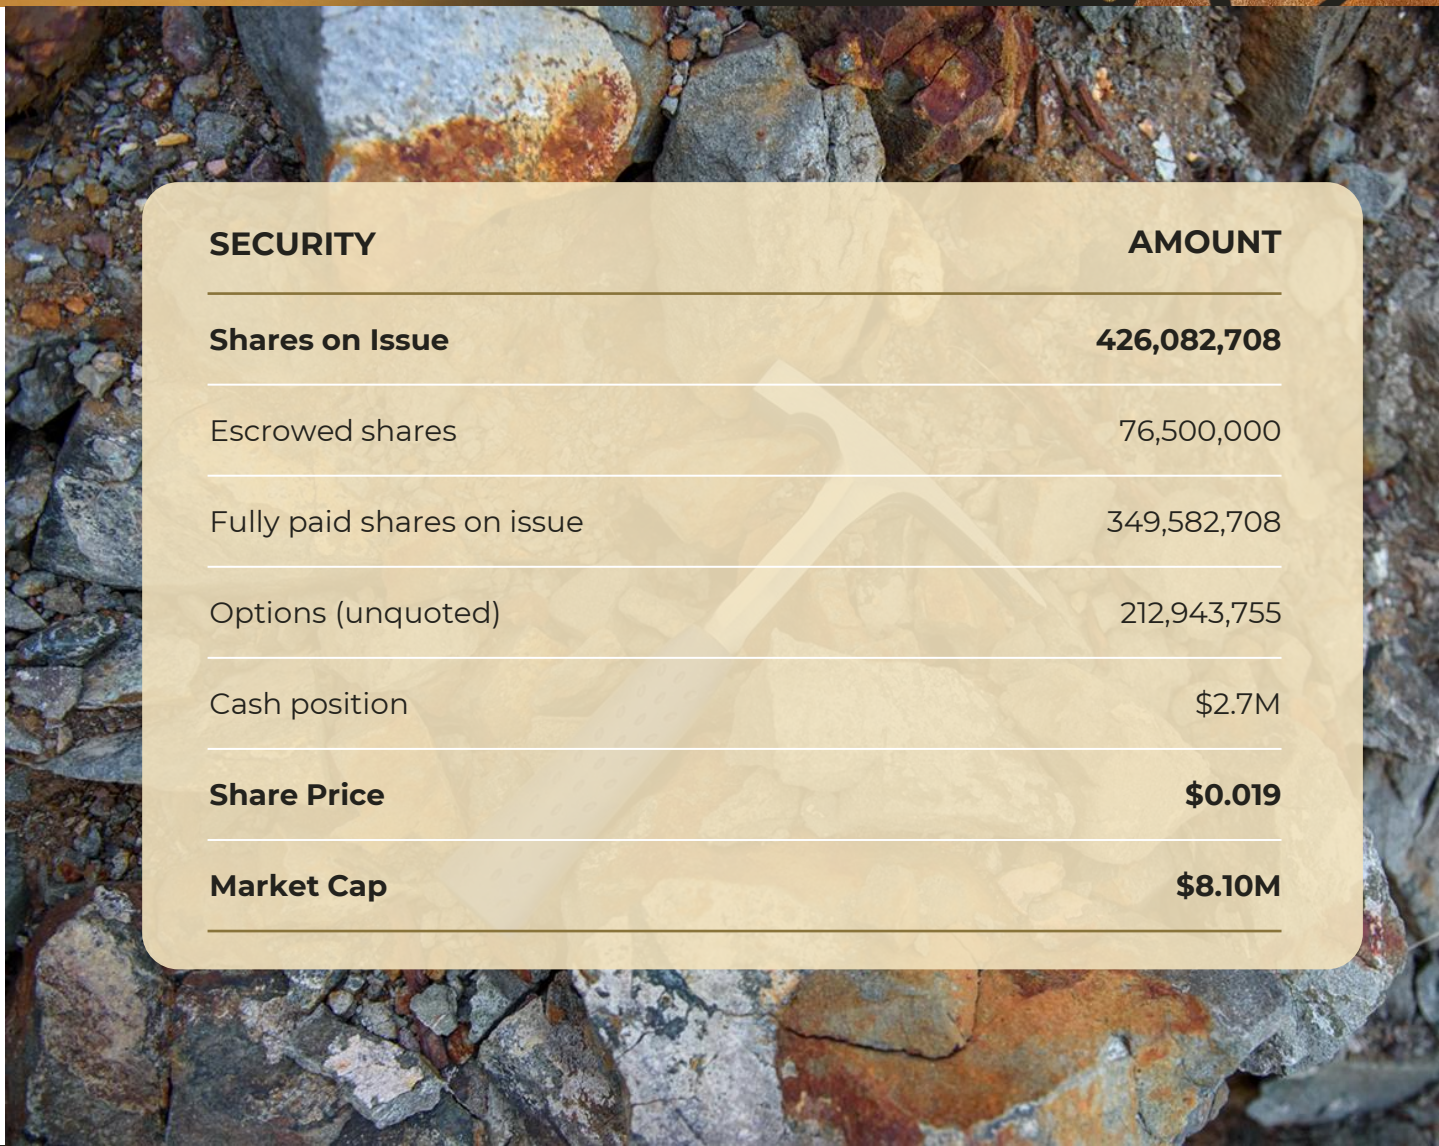 SECURITY AMOUNT
Shares on Issue 426,082,708
Escrowed shares 76,500,000
Fully paid shares on issue 349,582,708
Options (unquoted) 212,943,755
Cash position $2.7M
Share Price $0.019
Market Cap $8.10M